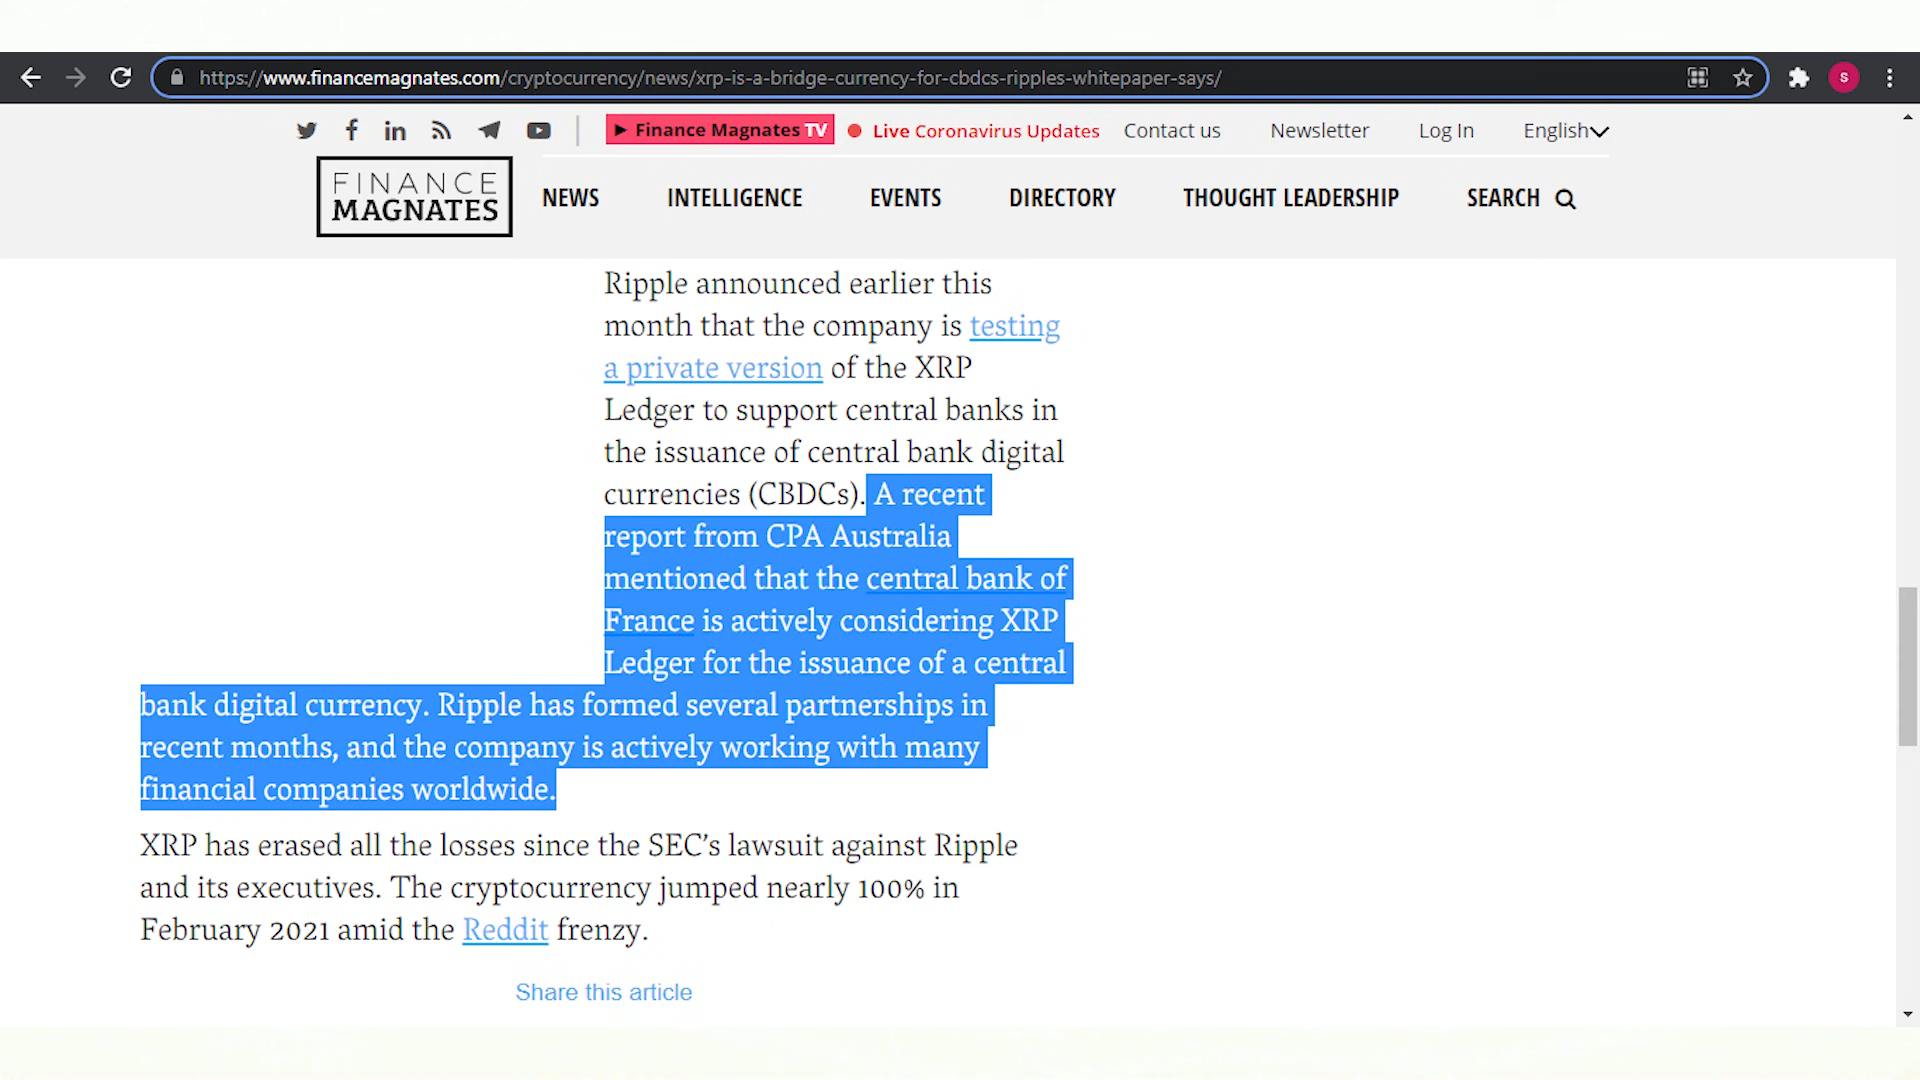 https://www.financemagnates.com/cryptocurrency/news/xrp-is-a-bridge-currency-for-cbdcs-ripples-whitepaper-says/
S
Finance Magnates TV
Live Coronavirus Updates
Contact us
Newsletter
Log In
English
FINANCE
MAGNATES
NEWS
INTELLIGENCE
EVENTS
DIRECTORY
THOUGHT LEADERSHIP
SEARCH
Ripple announced earlier this
month that the company is testing
a private version of the XRP
Ledger to support central banks in
the issuance of central bank digital
currencies (CBDCs). A recent
report from CPA Australia
mentioned that the central bank of
France is actively considering XRP
Ledger for the issuance of a central
bank digital currency. Ripple has formed several partnerships in
recent months, and the company is actively working with many
financial companies worldwide.
XRP has erased all the losses since the SEC’s lawsuit against Ripple
and its executives. The cryptocurrency jumped nearly 100% in
February 2021 amid the Reddit frenzy.
Share this article